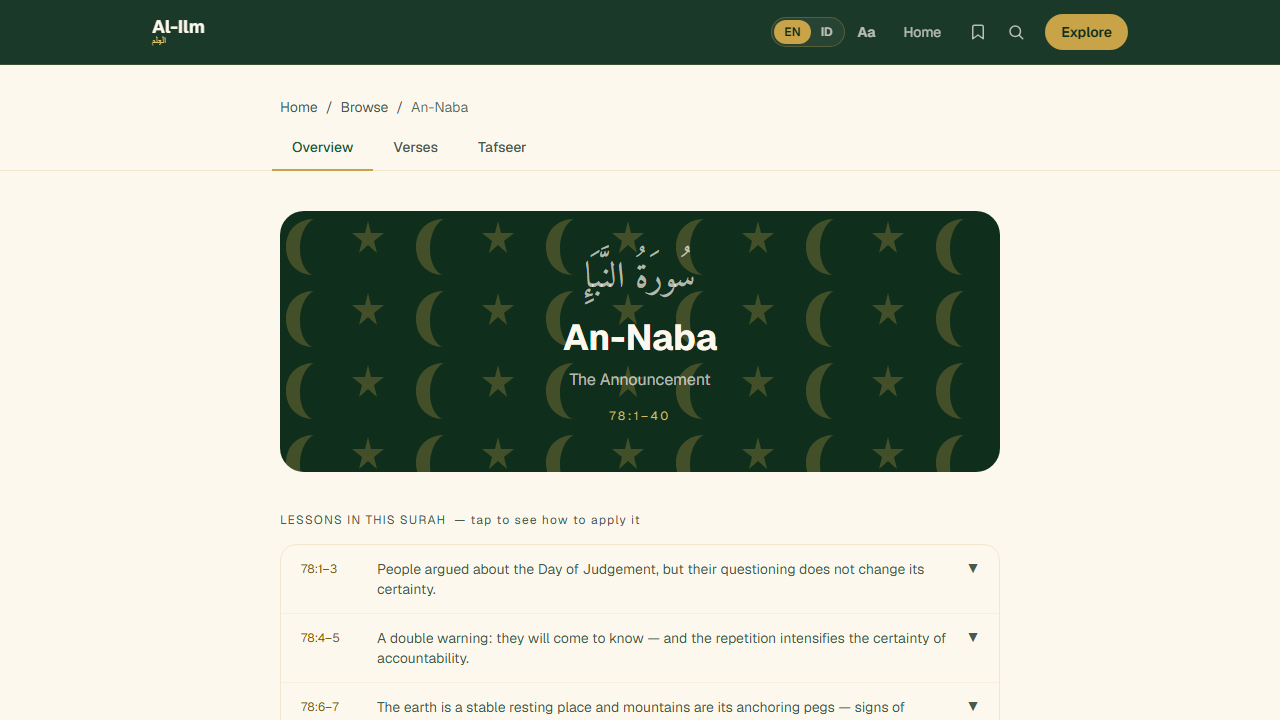 Al-Ilm
EN ID Aa Home Explore
Home / Browse / An-Naba
Overview Verses Tafseer
سُورَةُ النَّبَإِ
An-Naba
The Announcement
78:1–40
LESSONS IN THIS SURAH — tap to see how to apply it
78:1–3 People argued about the Day of Judgement, but their questioning does not change its
certainty.
78:4–5 A double warning: they will come to know — and the repetition intensifies the certainty of
accountability.
78:6–7 The earth is a stable resting place and mountains are its anchoring pegs — signs of